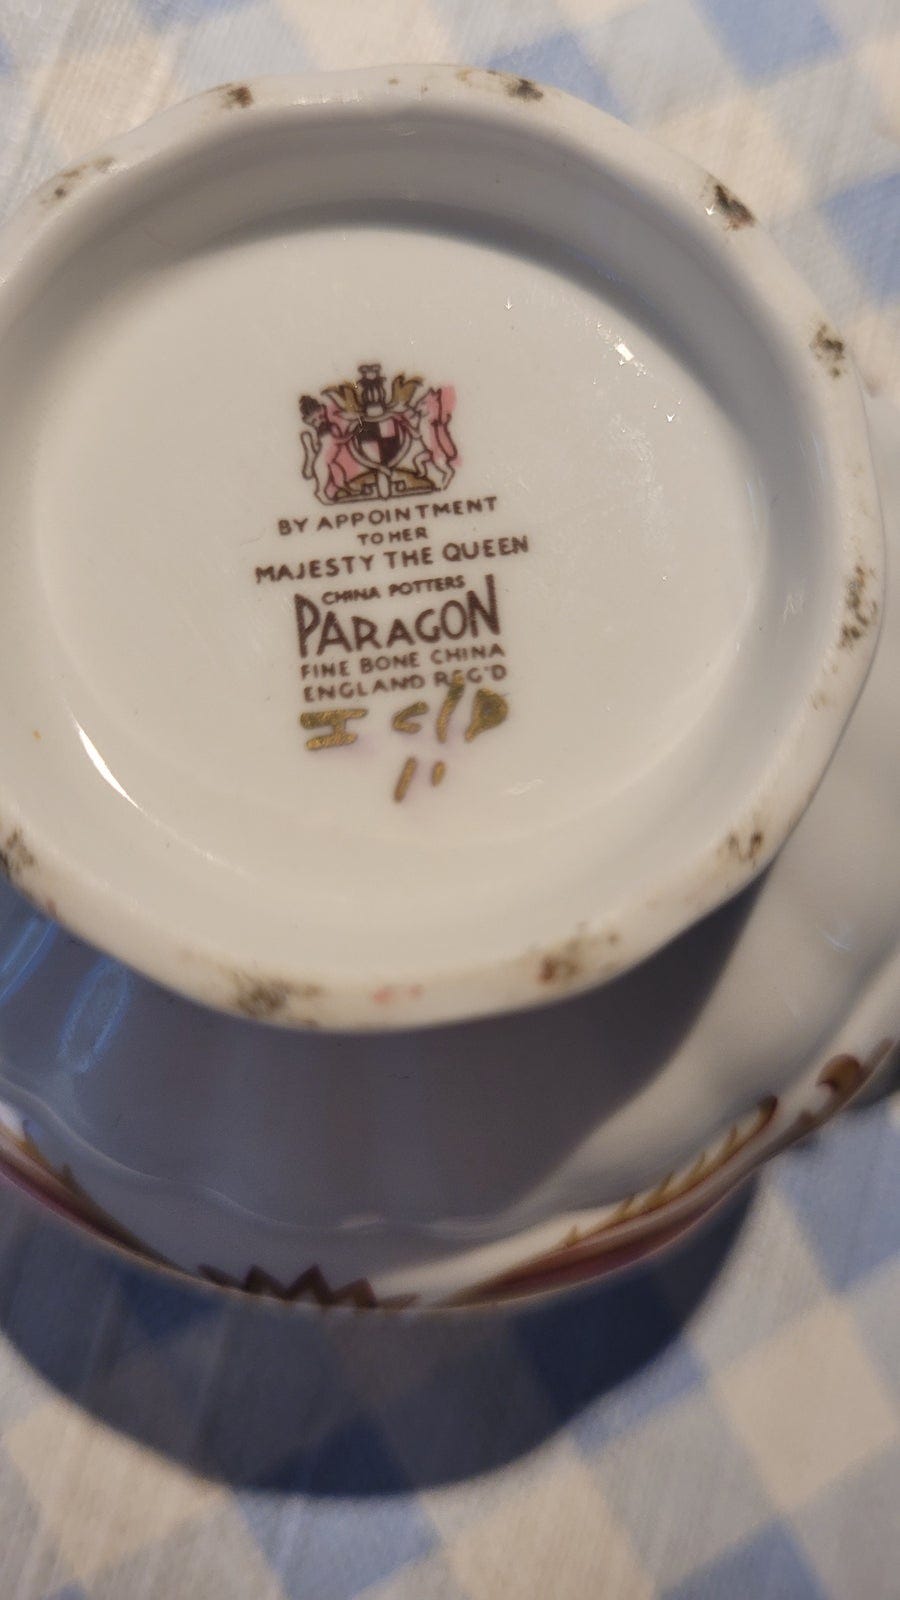 BY APPOINTMENT
TO HER
MAJESTY THE QUEEN
CHINA POTTERS
PARAGON
FINE BONE CHINA
ENGLAND REG'D
I C/D